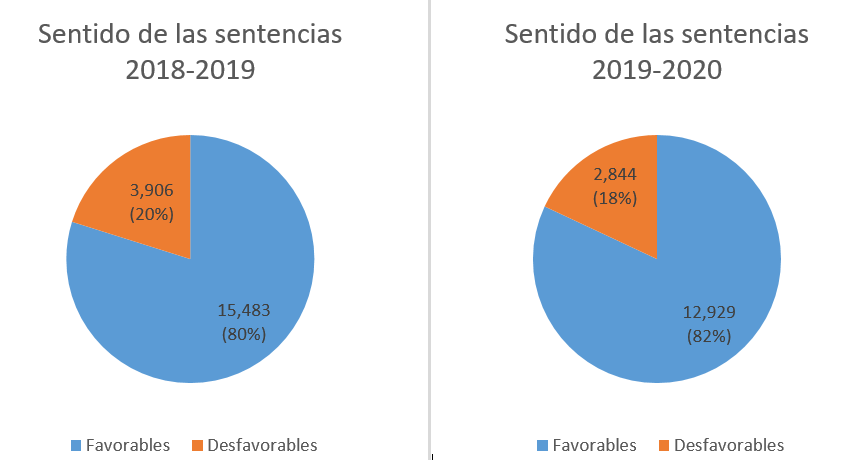 Sentido de las sentencias
2018-2019
3,906
(20%)
15,483
(80%)
Favorables Desfavorables
Sentido de las sentencias
2019-2020
2,844
(18%)
12,929
(82%)
Favorables Desfavorables